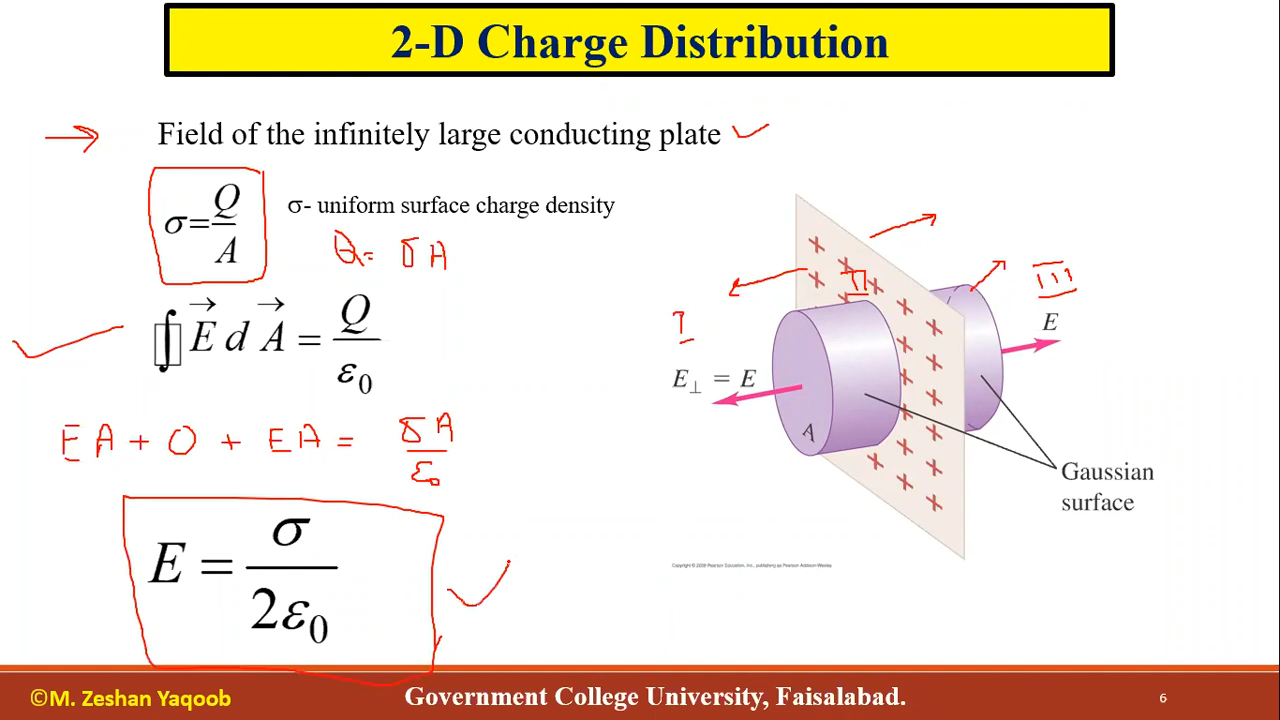 2-D Charge Distribution
Field of the infinitely large conducting plate
σ = Q/A
σ- uniform surface charge density
Q = σA
∮ E⃗ d A⃗ = Q/ε₀
EA + 0 + EA = σA/ε₀
E = σ/2ε₀
I
II
III
E⊥ = E
E
A
Gaussian
surface
Copyright © 2008 Pearson Education, Inc., publishing as Pearson Addison-Wesley
©M. Zeshan Yaqoob
Government College University, Faisalabad.
6